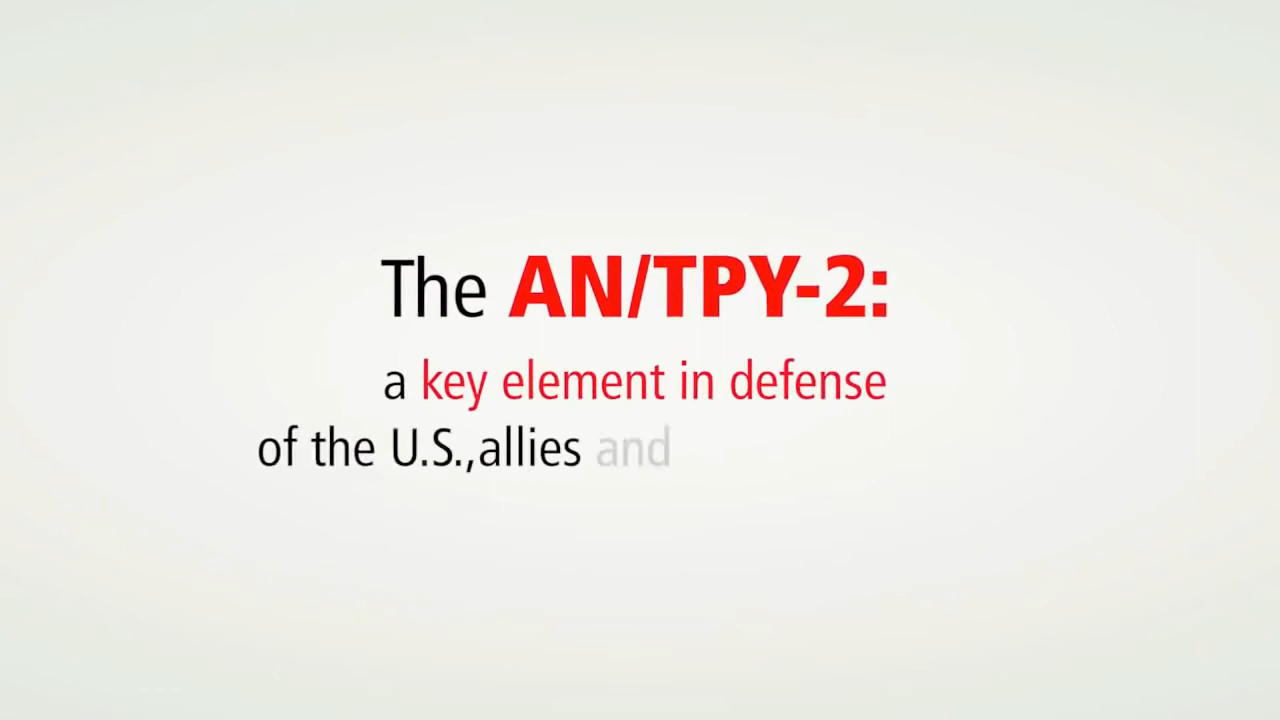 The AN/TPY-2:
a key element in defense
of the U.S.,allies and